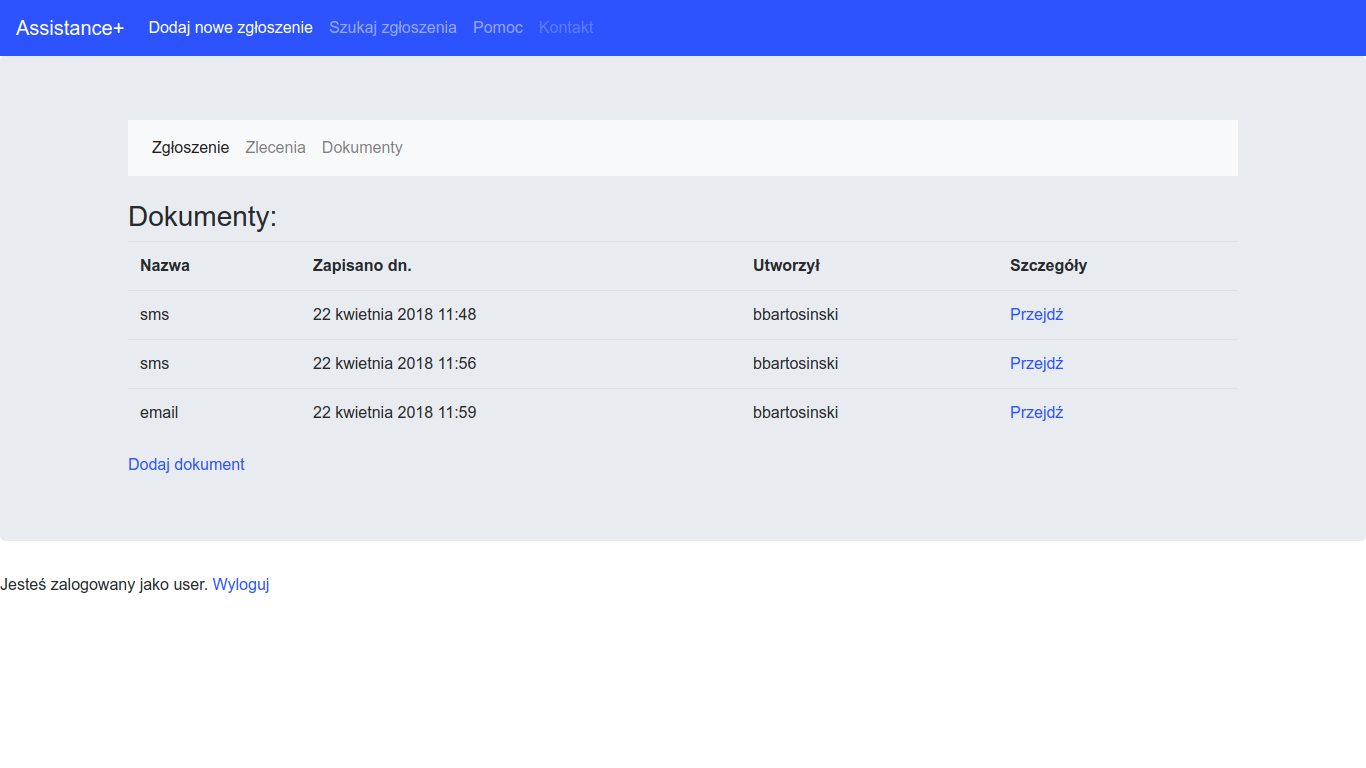 Assistance+ Dodaj nowe zgłoszenie Szukaj zgłoszenia Pomoc Kontakt
Zgłoszenie Zlecenia Dokumenty
Dokumenty:
Nazwa Zapisano dn. Utworzył Szczegóły
sms 22 kwietnia 2018 11:48 bbartosinski Przejdź
sms 22 kwietnia 2018 11:56 bbartosinski Przejdź
email 22 kwietnia 2018 11:59 bbartosinski Przejdź
Dodaj dokument
Jesteś zalogowany jako user. Wyloguj